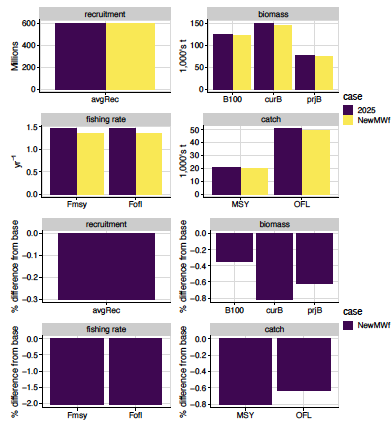 recruitment
biomass
Millions
600
400
200
0
avgRec
1,000's t
150
100
50
0
B100 curB prjB
case
2025
NewMWf
fishing rate
catch
yr⁻¹
1.5
1.0
0.5
0.0
Fmsy Fofl
1,000's t
50
40
30
20
10
0
MSY OFL
recruitment
biomass
% difference from base
0.0
−0.1
−0.2
−0.3
avgRec
% difference from base
0.0
−0.2
−0.4
−0.6
−0.8
B100 curB prjB
case
NewMWf
fishing rate
catch
% difference from base
0.0
−0.5
−1.0
−1.5
−2.0
Fmsy Fofl
% difference from base
0.0
−0.2
−0.4
−0.6
−0.8
MSY OFL